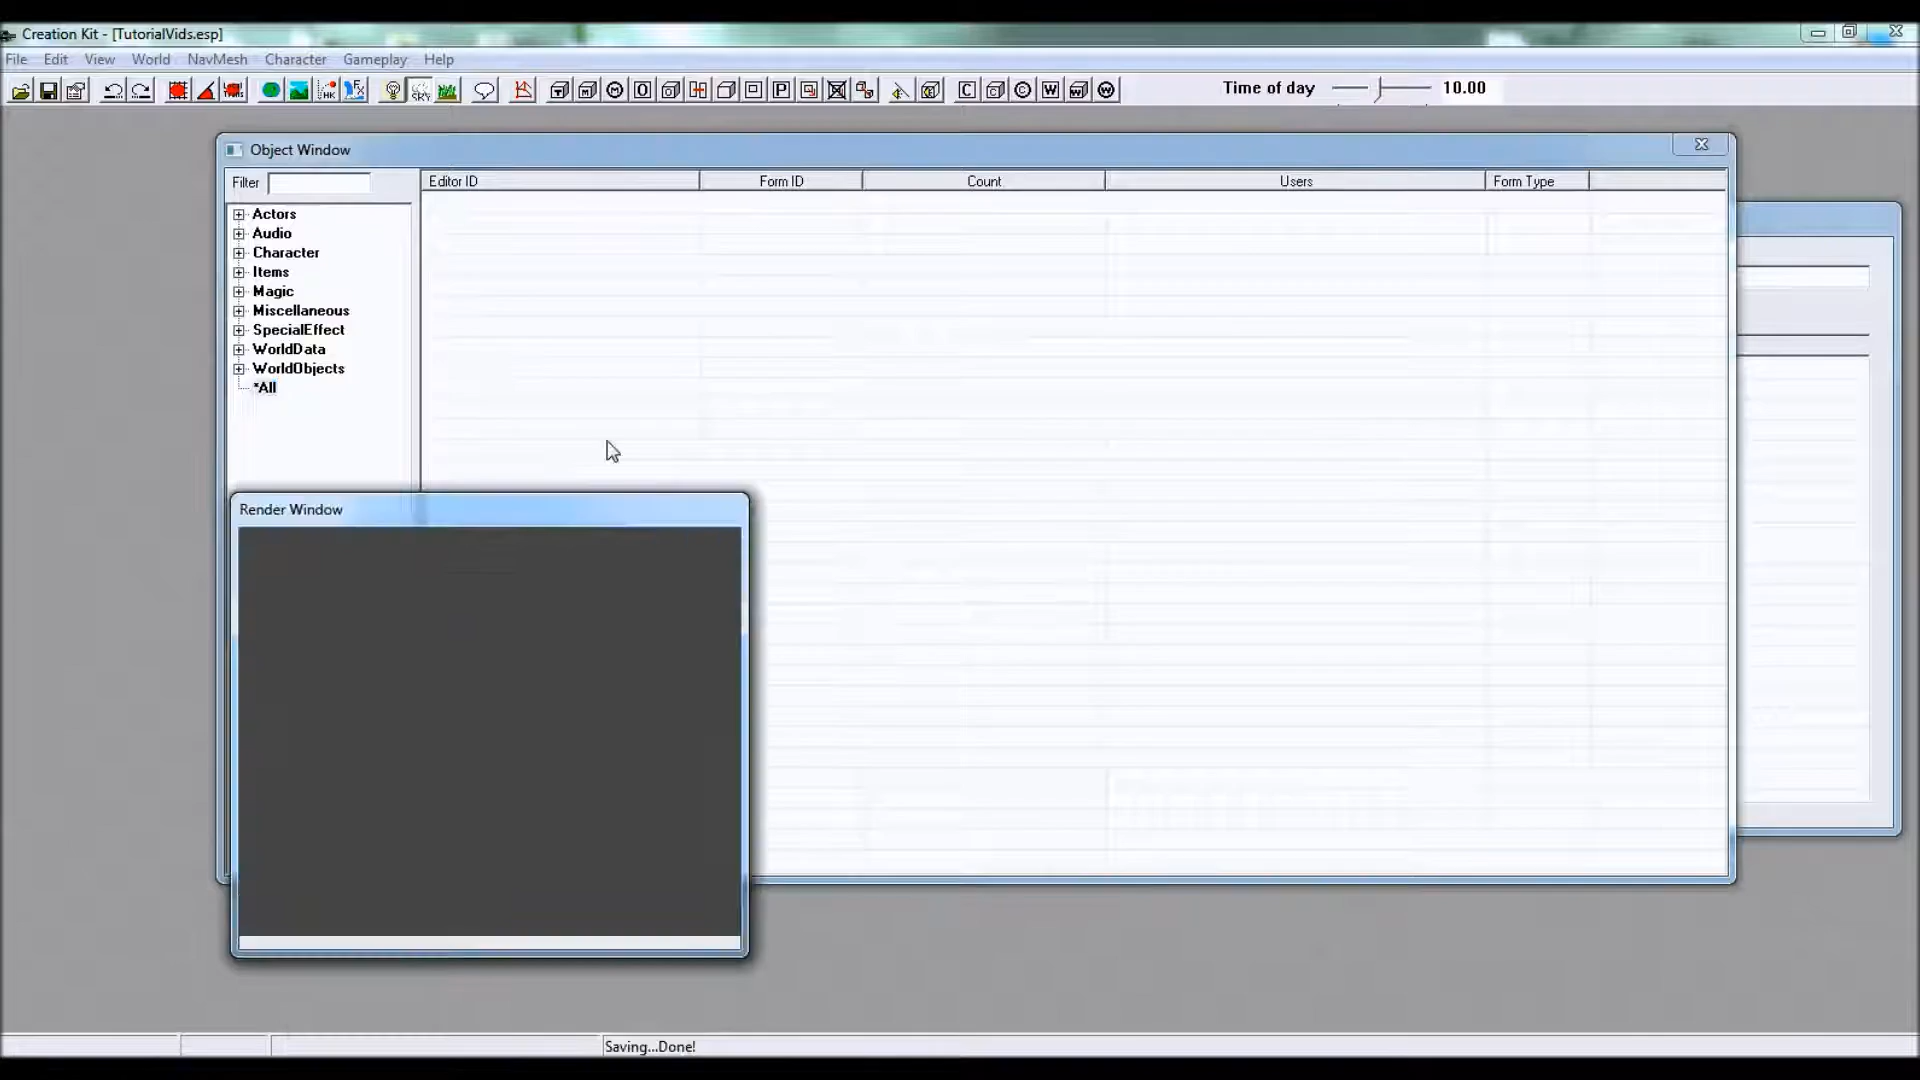 Creation Kit - [TutorialVids.esp]
File Edit View World NavMesh Character Gameplay Help
Time of day 10.00
Object Window
Filter Editor ID Form ID Count Users Form Type
Actors
Audio
Character
Items
Magic
Miscellaneous
SpecialEffect
WorldData
WorldObjects
*All
Render Window
Saving...Done!